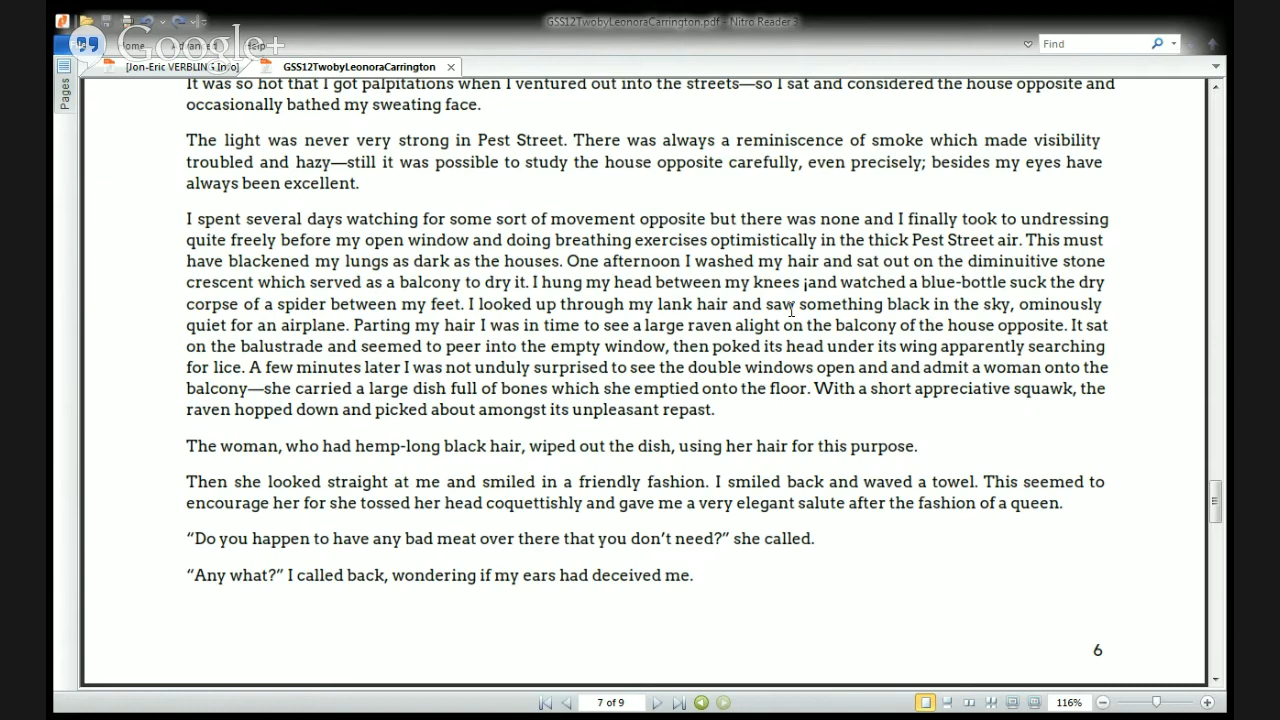 GSS12TwobyLeonoraCarrington.pdf - Nitro Reader 3
Google+
Home
Help
Find
GSS12TwobyLeonoraCarrington
Pages
It was so hot that I got palpitations when I ventured out into the streets—so I sat and considered the house opposite and
occasionally bathed my sweating face.
The light was never very strong in Pest Street. There was always a reminiscence of smoke which made visibility
troubled and hazy—still it was possible to study the house opposite carefully, even precisely; besides my eyes have
always been excellent.
I spent several days watching for some sort of movement opposite but there was none and I finally took to undressing
quite freely before my open window and doing breathing exercises optimistically in the thick Pest Street air. This must
have blackened my lungs as dark as the houses. One afternoon I washed my hair and sat out on the diminuitive stone
crescent which served as a balcony to dry it. I hung my head between my knees ¡and watched a blue-bottle suck the dry
corpse of a spider between my feet. I looked up through my lank hair and saw something black in the sky, ominously
quiet for an airplane. Parting my hair I was in time to see a large raven alight on the balcony of the house opposite. It sat
on the balustrade and seemed to peer into the empty window, then poked its head under its wing apparently searching
for lice. A few minutes later I was not unduly surprised to see the double windows open and and admit a woman onto the
balcony—she carried a large dish full of bones which she emptied onto the floor. With a short appreciative squawk, the
raven hopped down and picked about amongst its unpleasant repast.
The woman, who had hemp-long black hair, wiped out the dish, using her hair for this purpose.
Then she looked straight at me and smiled in a friendly fashion. I smiled back and waved a towel. This seemed to
encourage her for she tossed her head coquettishly and gave me a very elegant salute after the fashion of a queen.
“Do you happen to have any bad meat over there that you don’t need?” she called.
“Any what?” I called back, wondering if my ears had deceived me.
6
7 of 9
116%